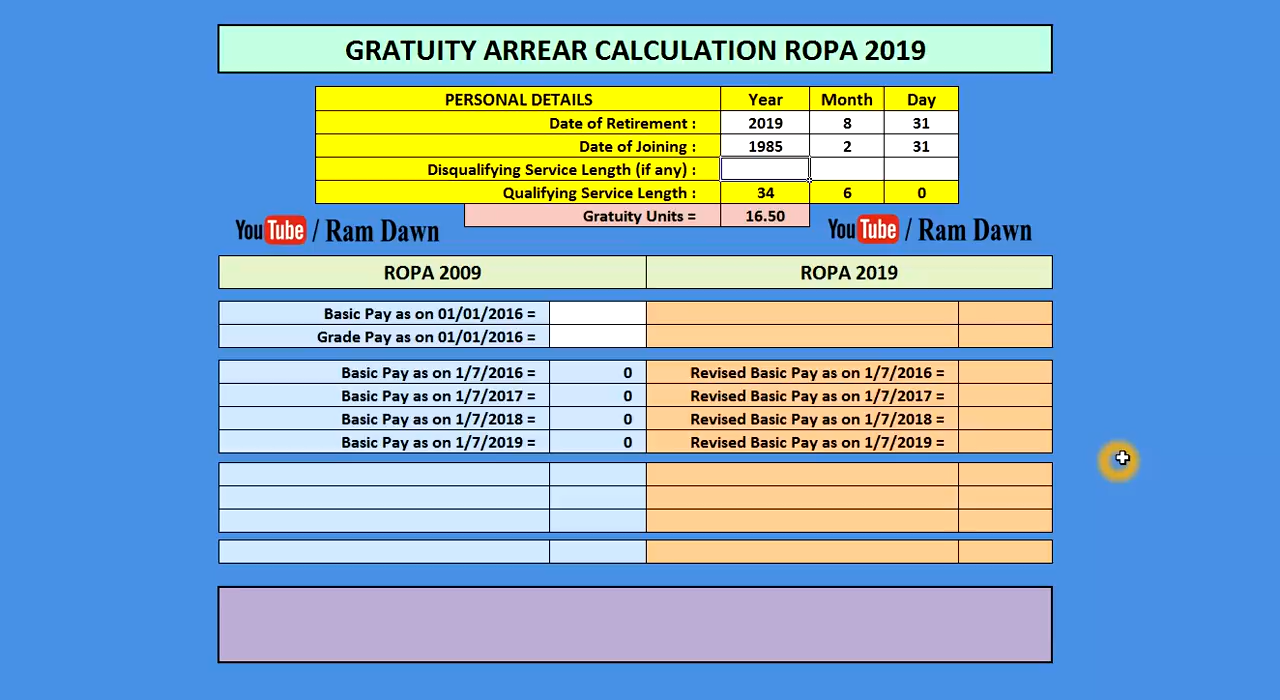 GRATUITY ARREAR CALCULATION ROPA 2019
PERSONAL DETAILS Year Month Day
Date of Retirement : 2019 8 31
Date of Joining : 1985 2 31
Disqualifying Service Length (if any) :
Qualifying Service Length : 34 6 0
Gratuity Units = 16.50
YouTube / Ram Dawn YouTube / Ram Dawn
ROPA 2009 ROPA 2019
Basic Pay as on 01/01/2016 =
Grade Pay as on 01/01/2016 =
Basic Pay as on 1/7/2016 = 0 Revised Basic Pay as on 1/7/2016 =
Basic Pay as on 1/7/2017 = 0 Revised Basic Pay as on 1/7/2017 =
Basic Pay as on 1/7/2018 = 0 Revised Basic Pay as on 1/7/2018 =
Basic Pay as on 1/7/2019 = 0 Revised Basic Pay as on 1/7/2019 =